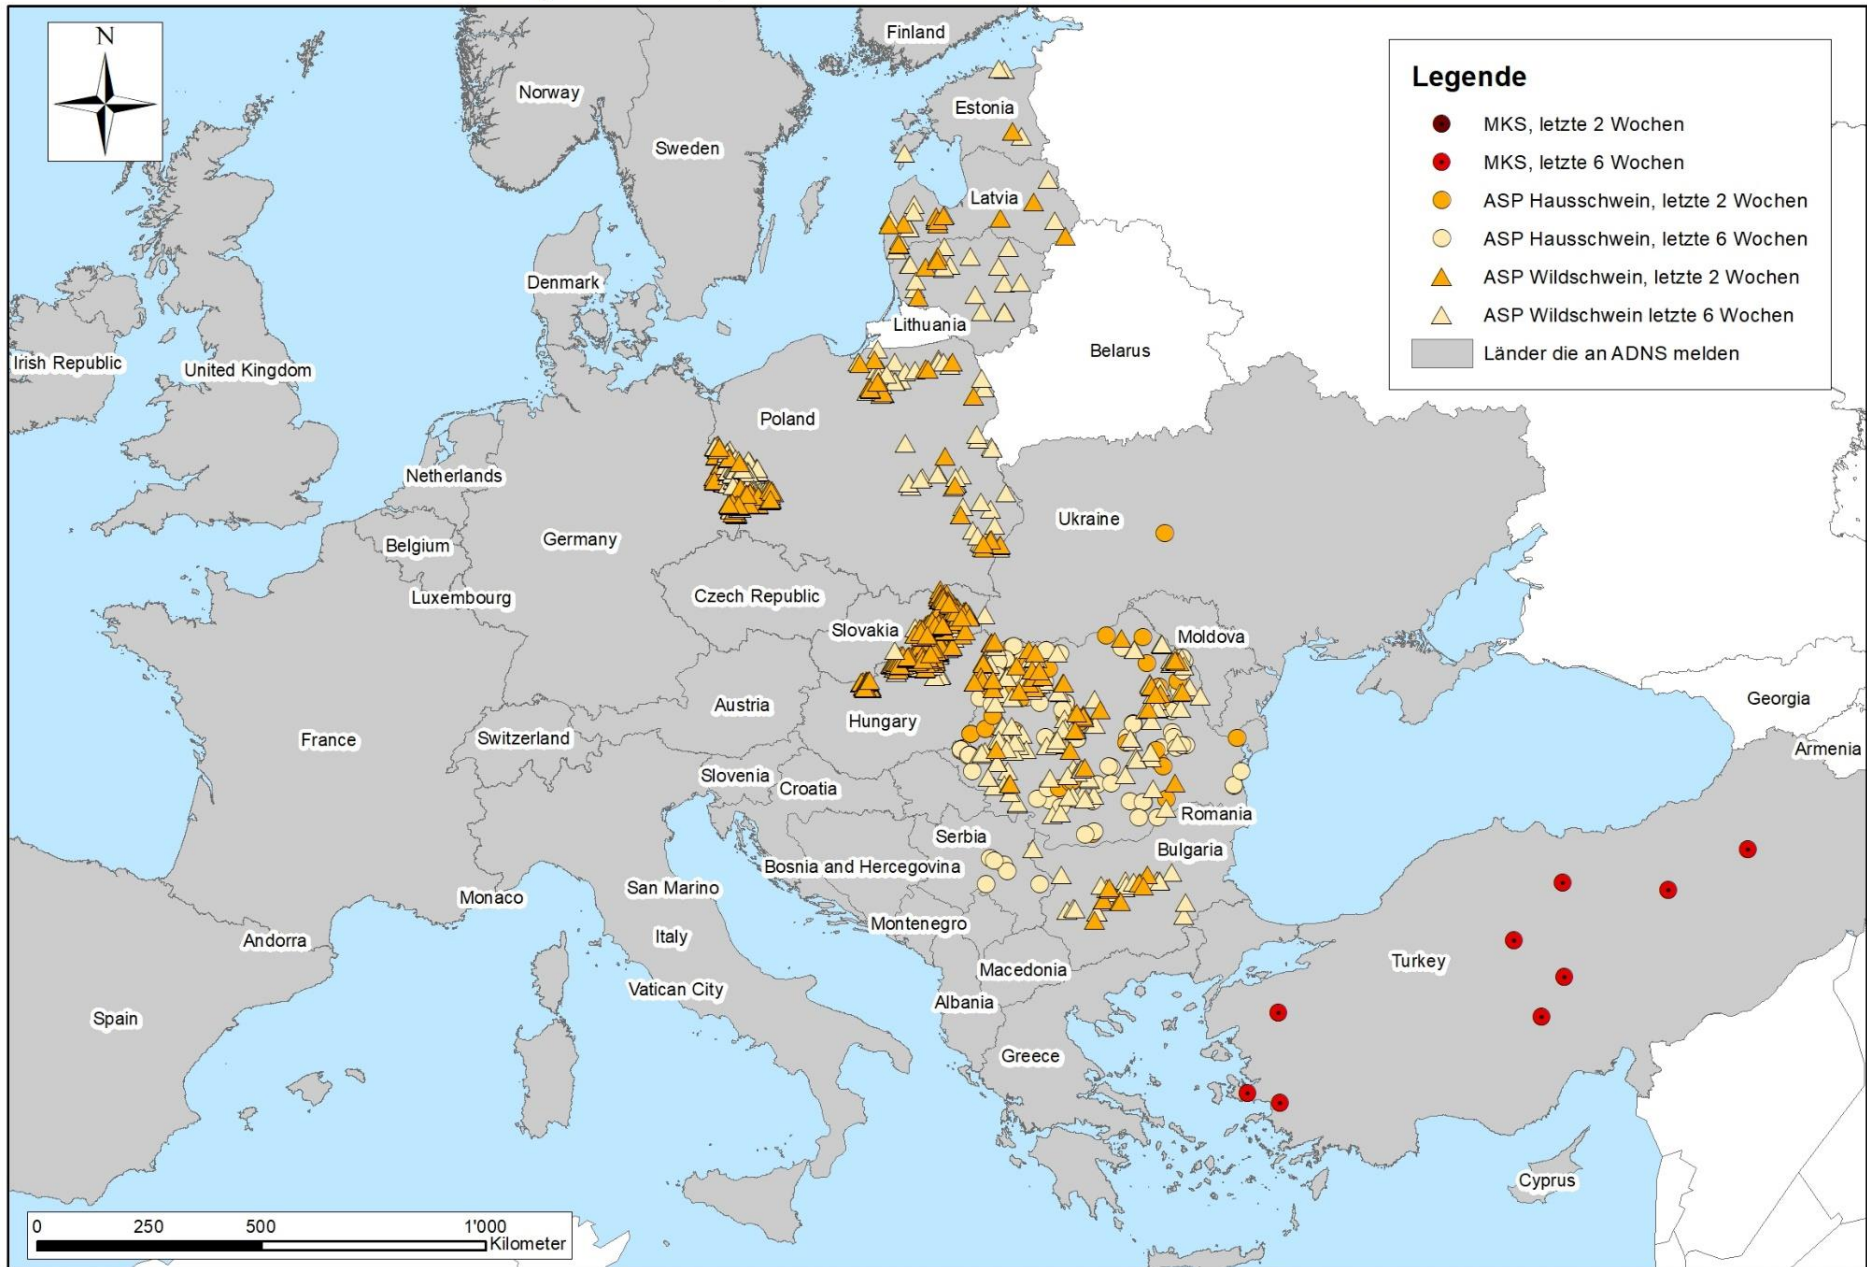 N
Finland
Norway
Estonia
Sweden
Latvia
Denmark
Lithuania
Irish Republic
United Kingdom
Belarus
Poland
Netherlands
Ukraine
Germany
Belgium
Czech Republic
Luxembourg
Slovakia
Moldova
Georgia
Austria
Hungary
France
Switzerland
Armenia
Slovenia
Croatia
Romania
Serbia
Bulgaria
Bosnia and Hercegovina
San Marino
Monaco
Montenegro
Andorra
Italy
Turkey
Macedonia
Vatican City
Albania
Spain
Greece
Cyprus
Legende
MKS, letzte 2 Wochen
MKS, letzte 6 Wochen
ASP Hausschwein, letzte 2 Wochen
ASP Hausschwein, letzte 6 Wochen
ASP Wildschwein, letzte 2 Wochen
ASP Wildschwein letzte 6 Wochen
Länder die an ADNS melden
0 250 500 1'000
Kilometer